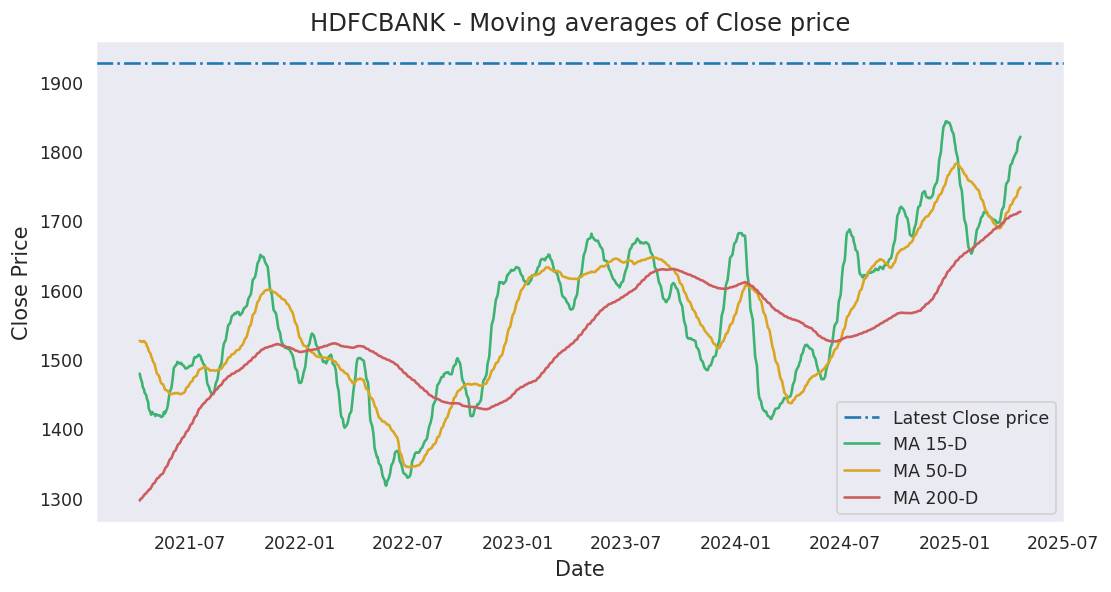 HDFCBANK - Moving averages of Close price
Close Price
1900
1800
1700
1600
1500
1400
1300
Latest Close price
MA 15-D
MA 50-D
MA 200-D
2021-07 2022-01 2022-07 2023-01 2023-07 2024-01 2024-07 2025-01 2025-07
Date